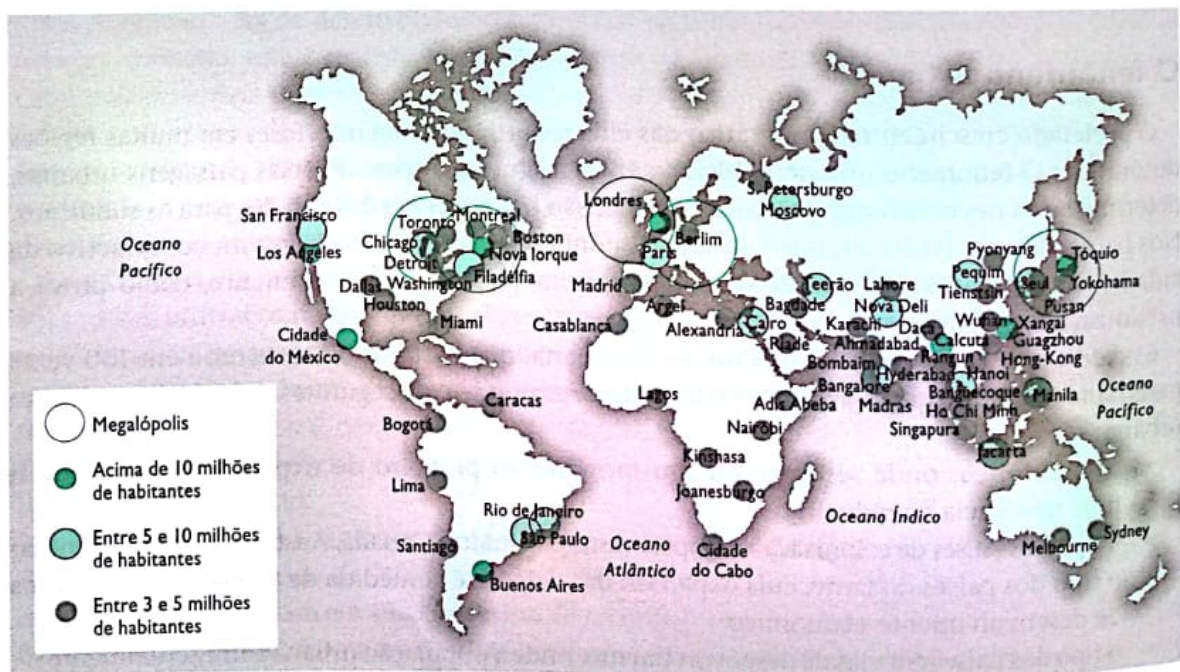 San Francisco
Los Angeles
Oceano
Pacífico
Toronto
Montreal
Chicago
Boston
Nova Iorque
Detroit
Filadélfia
Washington
Dallas
Houston
Miami
Cidade
do México
Caracas
Bogotá
Lima
Rio de Janeiro
São Paulo
Santiago
Buenos Aires
Oceano
Atlântico
Londres
Berlim
Paris
Madrid
S. Petersburgo
Moscovo
Argel
Casablanca
Alexandria
Cairo
Bagdade
Teerão
Riade
Lagos
Adis Abeba
Nairobi
Kinshasa
Joanesburgo
Cidade
do Cabo
Oceano Índico
Lahore
Nova Deli
Karachi
Daca
Ahmadabad
Calcuta
Bombaim
Rangun
Hyderabad
Hanoi
Bangalore
Banguecoque
Madras
Ho Chi Minh
Singapura
Jacarta
Manila
Pyonyang
Pequim
Tientsin
Seul
Tóquio
Yokohama
Pusan
Wuhan
Xangai
Guagzhou
Hong-Kong
Oceano
Pacífico
Melbourne
Sydney
Megalópolis
Acima de 10 milhões
de habitantes
Entre 5 e 10 milhões
de habitantes
Entre 3 e 5 milhões
de habitantes